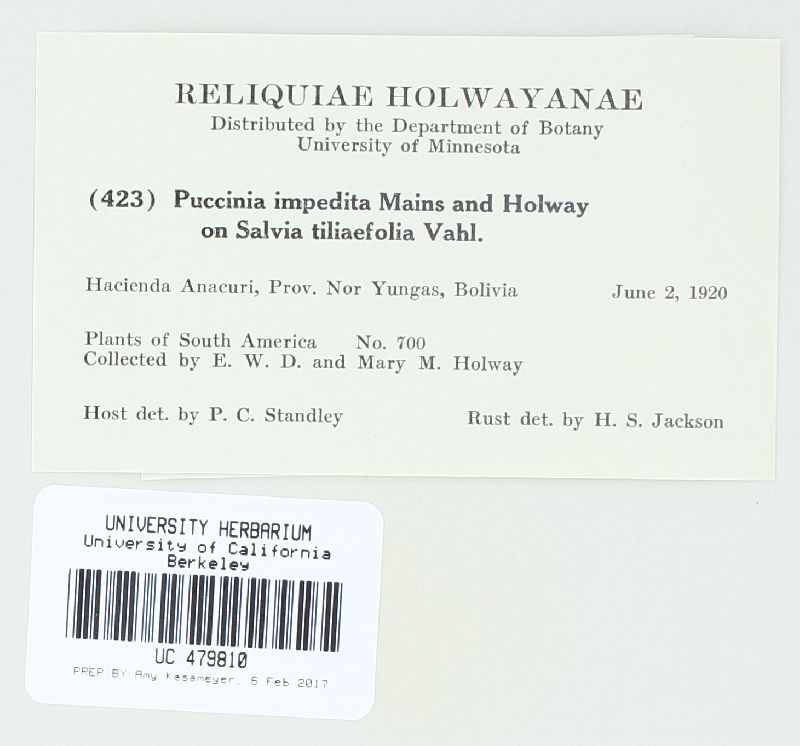 RELIQUIAE HOLWAYANAE
Distributed by the Department of Botany
University of Minnesota
(423) Puccinia impedita Mains and Holway
on Salvia tiliaefolia Vahl.
Hacienda Anacuri, Prov. Nor Yungas, Bolivia June 2, 1920
Plants of South America No. 700
Collected by E. W. D. and Mary M. Holway
Host det. by P. C. Standley Rust det. by H. S. Jackson
UNIVERSITY HERBARIUM
University of California
Berkeley
UC 479810
PREP BY Amy Kasameyer. 6 Feb 2017